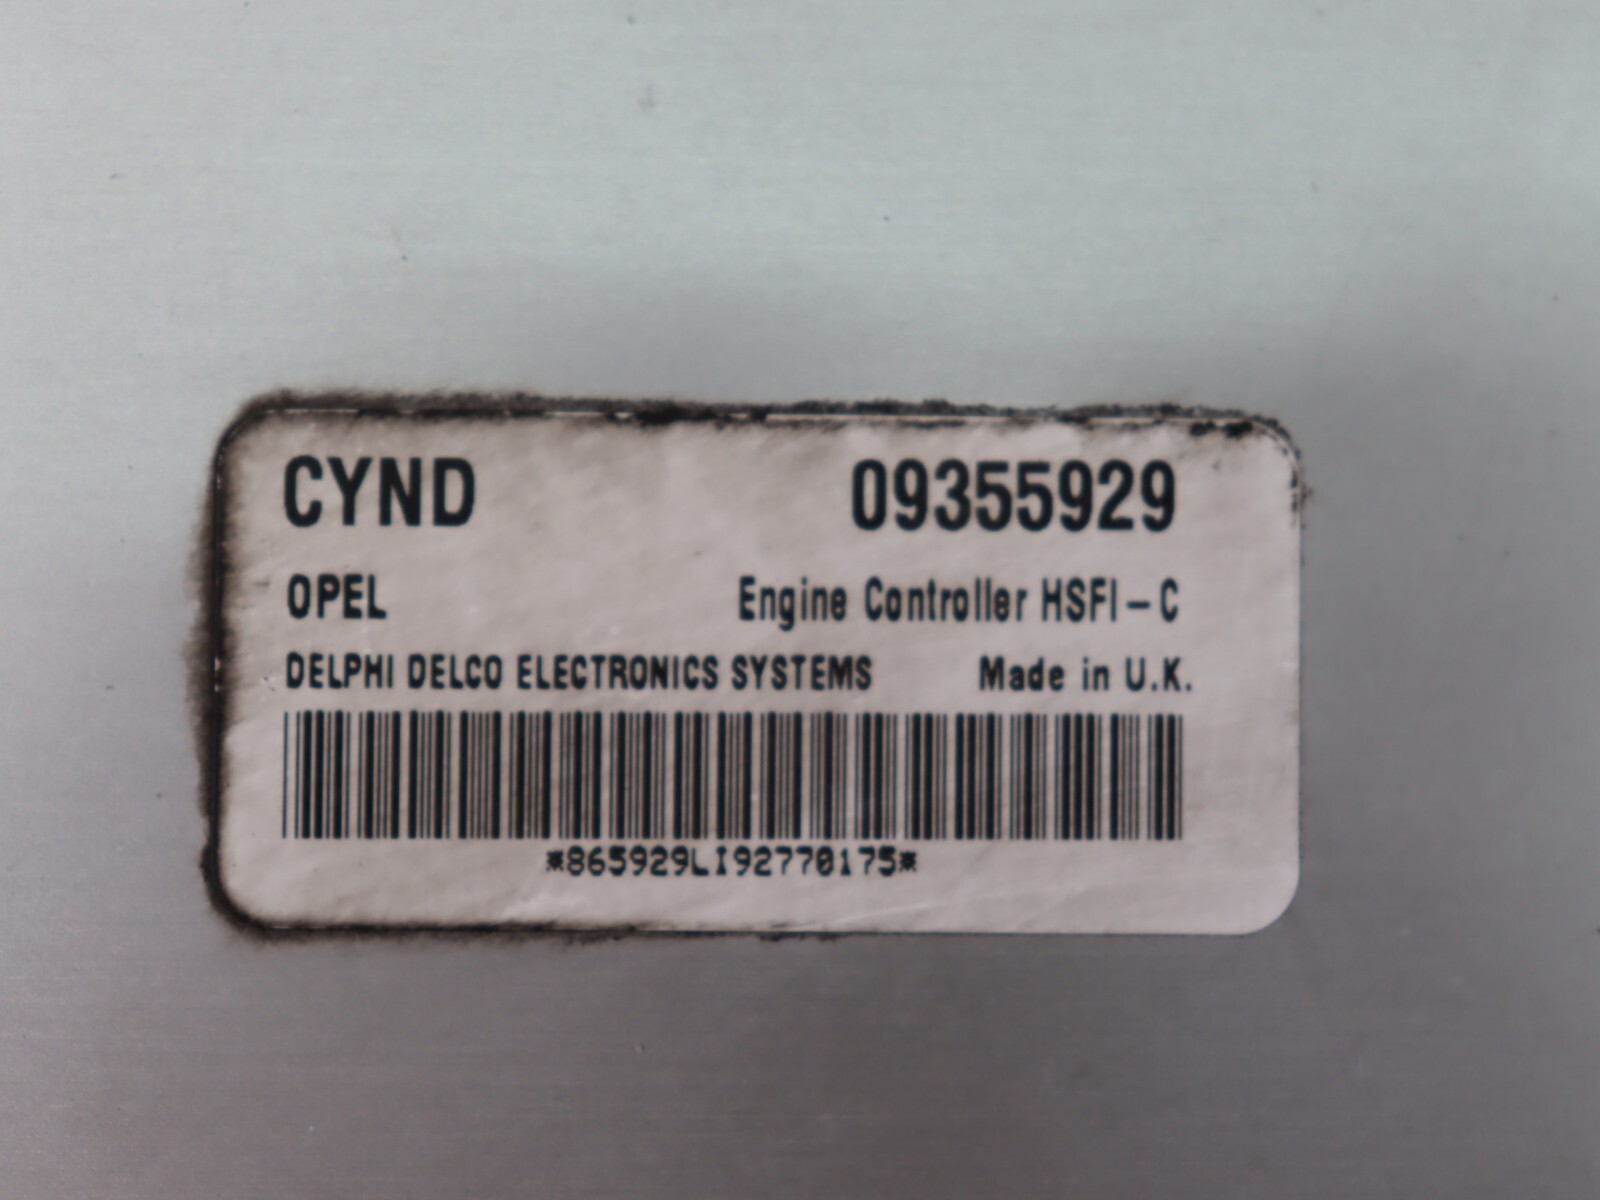 CYND 09355929
OPEL Engine Controller HSFI-C
DELPHI DELCO ELECTRONICS SYSTEMS Made in U.K.
*865929LI92770175*